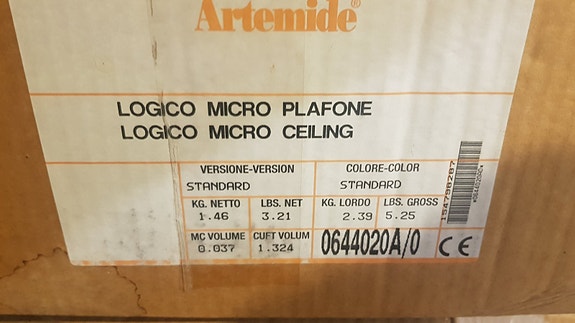 Artemide®
LOGICO MICRO PLAFONE
LOGICO MICRO CEILING
VERSIONE-VERSION COLORE-COLOR
STANDARD STANDARD
KG. NETTO LBS. NET KG. LORDO LBS. GROSS
1.46 3.21 2.39 5.25
MC VOLUME CUFT VOLUM 0644020A/0 CE
0.037 1.324
154798287